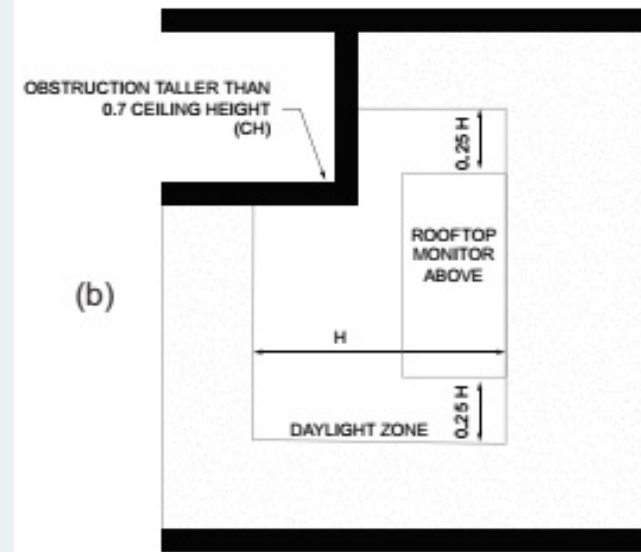 OBSTRUCTION TALLER THAN
0.7 CEILING HEIGHT
(CH)
0.25 H
ROOFTOP
MONITOR
ABOVE
(b)
H
0.25 H
DAYLIGHT ZONE